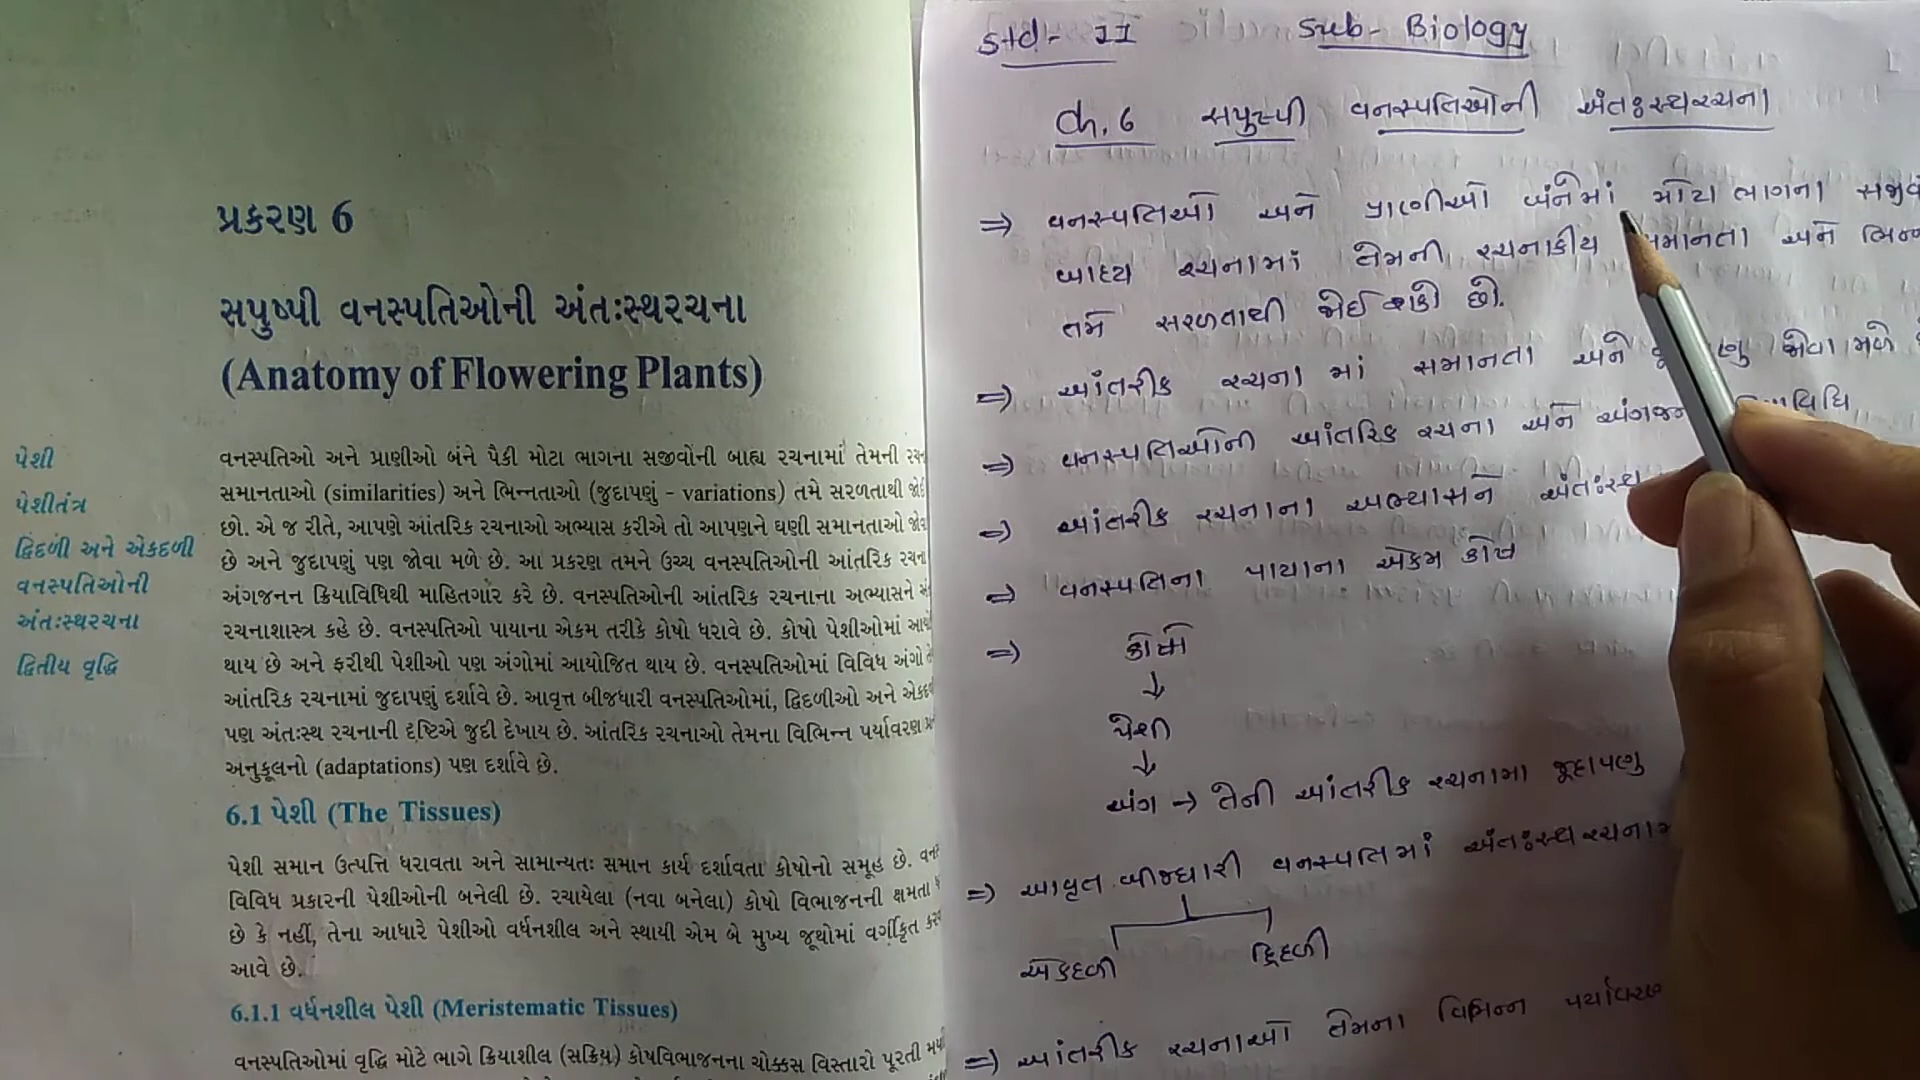 પ્રકરણ 6
સપુષ્પી વનસ્પતિઓની અંતઃસ્થરચના
(Anatomy of Flowering Plants)
પેશી
પેશીતંત્ર
દ્વિદળી અને એકદળી
વનસ્પતિઓની
અંતઃસ્થરચના
દ્વિતીય વૃદ્ધિ
વનસ્પતિઓ અને પ્રાણીઓ બંને પૈકી મોટા ભાગના સજીવોની બાહ્ય રચનામાં તેમની
સમાનતાઓ (similarities) અને ભિન્નતાઓ (જુદાપણું - variations) તમે સરળતાથી
છો. એ જ રીતે, આપણે આંતરિક રચનાઓ અભ્યાસ કરીએ તો આપણને ઘણી સમાનતાઓ
છે અને જુદાપણું પણ જોવા મળે છે. આ પ્રકરણ તમને ઉચ્ચ વનસ્પતિઓની આંતરિક
અંગજનન ક્રિયાવિધિથી માહિતગાર કરે છે. વનસ્પતિઓની આંતરિક રચનાના અભ્યાસને
રચનાશાસ્ત્ર કહે છે. વનસ્પતિઓ પાયાના એકમ તરીકે કોષો ધરાવે છે. કોષો પેશીઓમાં
થાય છે અને ફરીથી પેશીઓ પણ અંગોમાં આયોજિત થાય છે. વનસ્પતિઓમાં વિવિધ અંગો
આંતરિક રચનામાં જુદાપણું દર્શાવે છે. આવૃત્ત બીજધારી વનસ્પતિઓમાં, દ્વિદળીઓ અને
પણ અંતઃસ્થ રચનાની દૃષ્ટિએ જુદી દેખાય છે. આંતરિક રચનાઓ તેમના વિભિન્ન પર્યાવરણ
અનુકૂલનો (adaptations) પણ દર્શાવે છે.
6.1 પેશી (The Tissues)
પેશી સમાન ઉત્પત્તિ ધરાવતા અને સામાન્યતઃ સમાન કાર્ય દર્શાવતા કોષોનો સમૂહ છે.
વિવિધ પ્રકારની પેશીઓની બનેલી છે. રચાયેલા (નવા બનેલા) કોષો વિભાજનની ક્ષમતા
છે કે નહીં, તેના આધારે પેશીઓ વર્ધનશીલ અને સ્થાયી એમ બે મુખ્ય જૂથોમાં વર્ગીકૃત
આવે છે.
6.1.1 વર્ધનશીલ પેશી (Meristematic Tissues)
વનસ્પતિઓમાં વૃદ્ધિ મોટે ભાગે ક્રિયાશીલ (સક્રિય) કોષવિભાજનના ચોક્કસ વિસ્તારો પૂરતી
Std- 11 Sub- Biology
Ch. 6 સપુષ્પી વનસ્પતિઓની અંતઃસ્થરચના
⇒ વનસ્પતિઓ અને પ્રાણીઓ બંનેમાં મોટા ભાગના
બાહ્ય રચનામાં તેમની રચનાકીય સમાનતા અને
તમે સરળતાથી જોઈ શકો છો.
⇒ આંતરીક રચના માં સમાનતા અને જોવા મળે
⇒ વનસ્પતિઓની આંતરિક રચના અને
⇒ આંતરીક રચનાના અભ્યાસને અંતઃસ્થ
⇒ વનસ્પતિના પાયાના એકમ કોષ
⇒ કોષો
↓
પેશી
↓
અંગ → તેની આંતરીક રચનામા જૂદાપણુ
⇒ આવૃત બીજધારી વનસ્પતિમાં
એકદળી દ્વિદળી
⇒ આંતરીક રચનાઓ તેમના વિભિન્ન પર્યાવરણ